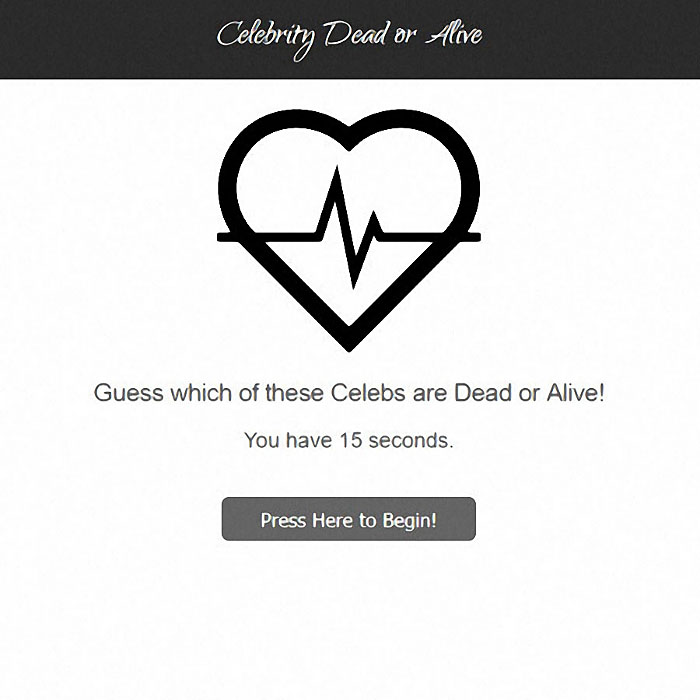 Celebrity Dead or Alive
Guess which of these Celebs are Dead or Alive!
You have 15 seconds.
Press Here to Begin!